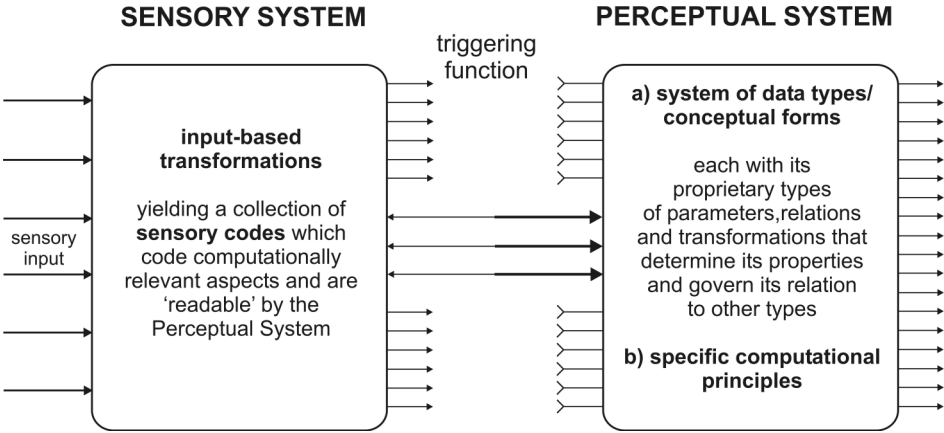 SENSORY SYSTEM
PERCEPTUAL SYSTEM
triggering
function
sensory
input
input-based
transformations
yielding a collection of
sensory codes which
code computationally
relevant aspects and are
‘readable’ by the
Perceptual System
a) system of data types/
conceptual forms
each with its
proprietary types
of parameters,relations
and transformations that
determine its properties
and govern its relation
to other types
b) specific computational
principles